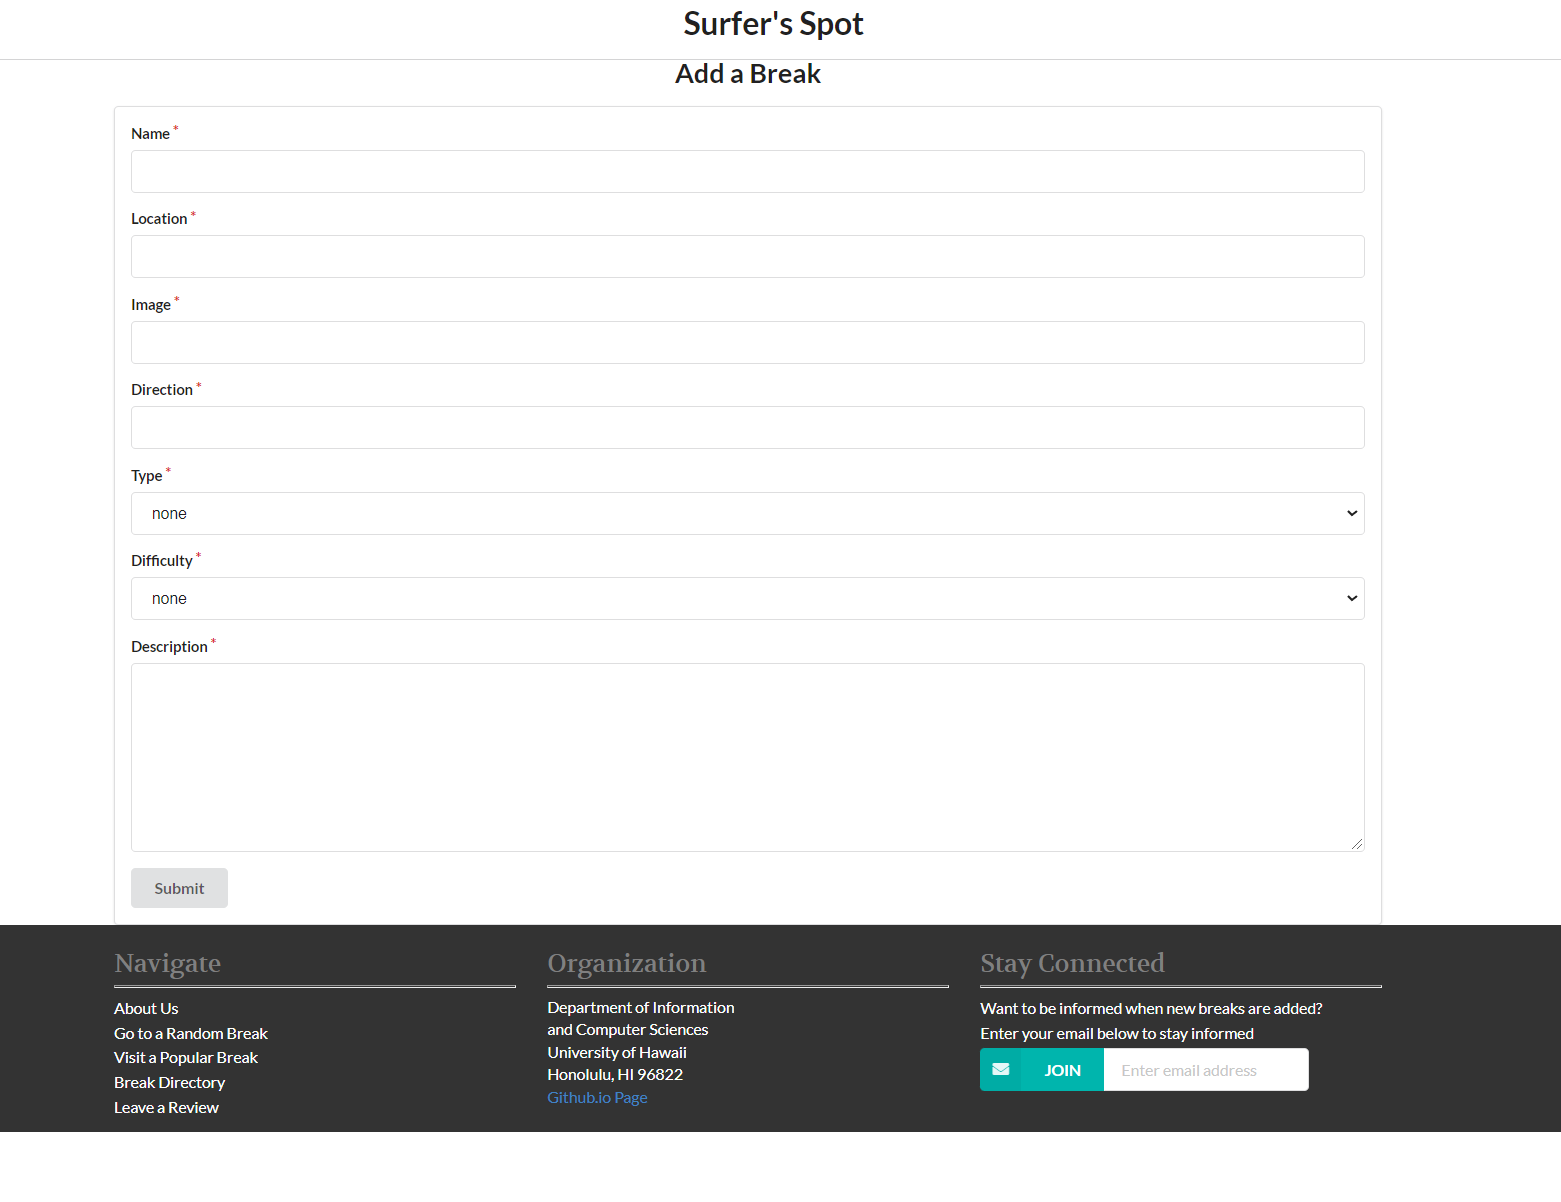 Surfer's Spot
Add a Break
Name *
Location *
Image *
Direction *
Type *
none
Difficulty *
none
Description *
Submit
Navigate
About Us
Go to a Random Break
Visit a Popular Break
Break Directory
Leave a Review
Organization
Department of Information
and Computer Sciences
University of Hawaii
Honolulu, HI 96822
Github.io Page
Stay Connected
Want to be informed when new breaks are added?
Enter your email below to stay informed
JOIN
Enter email address